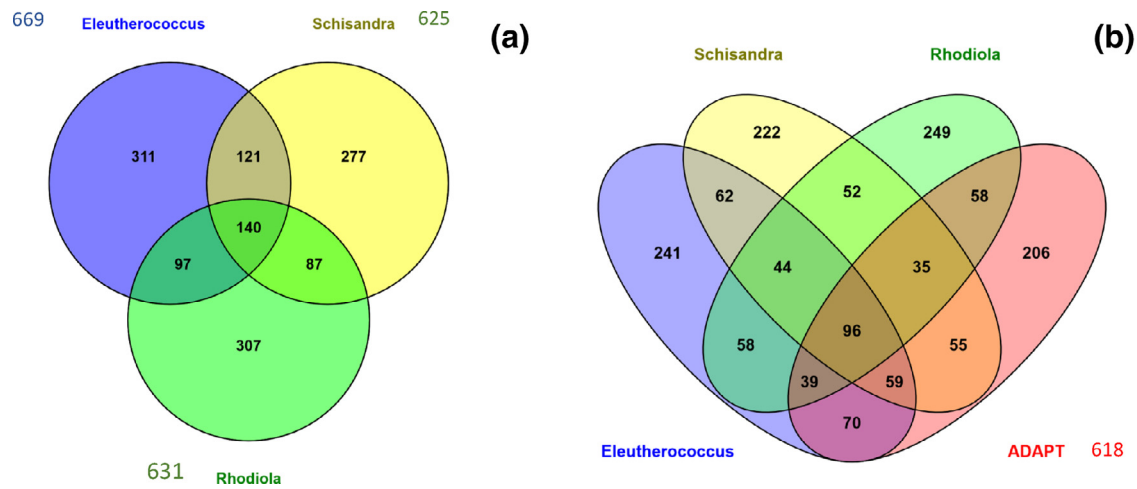 669 Eleutherococcus Schisandra 625 (a)
311 121 277
140
97 87
307
631 Rhodiola
(b)
Schisandra Rhodiola
222 249
62 52 58
241 44 35 206
58 96 55
39 59
70
Eleutherococcus ADAPT 618